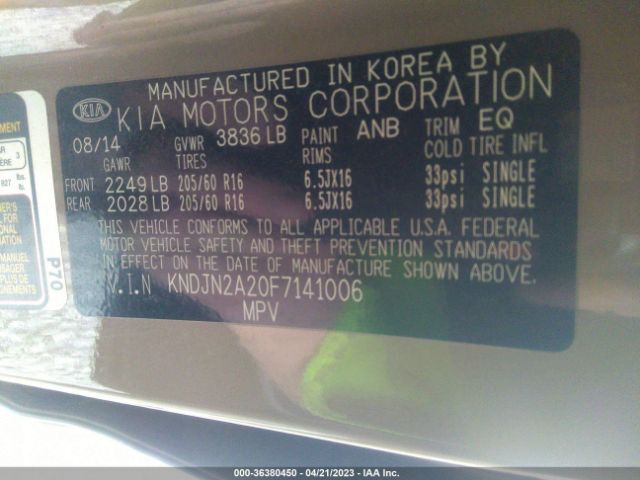 MANUFACTURED IN KOREA BY
KIA KIA MOTORS CORPORATION
08/14 GVWR 3836 LB PAINT ANB TRIM EQ
GAWR TIRES RIMS COLD TIRE INFL
FRONT 2249 LB 205/60 R16 6.5JX16 33psi SINGLE
REAR 2028 LB 205/60 R16 6.5JX16 33psi SINGLE
THIS VEHICLE CONFORMS TO ALL APPLICABLE U.S.A. FEDERAL
MOTOR VEHICLE SAFETY AND THEFT PREVENTION STANDARDS
IN EFFECT ON THE DATE OF MANUFACTURE SHOWN ABOVE.
V.I.N KNDJN2A20F7141006
MPV
P70
000-36380450 - 04/21/2023 - IAA Inc.